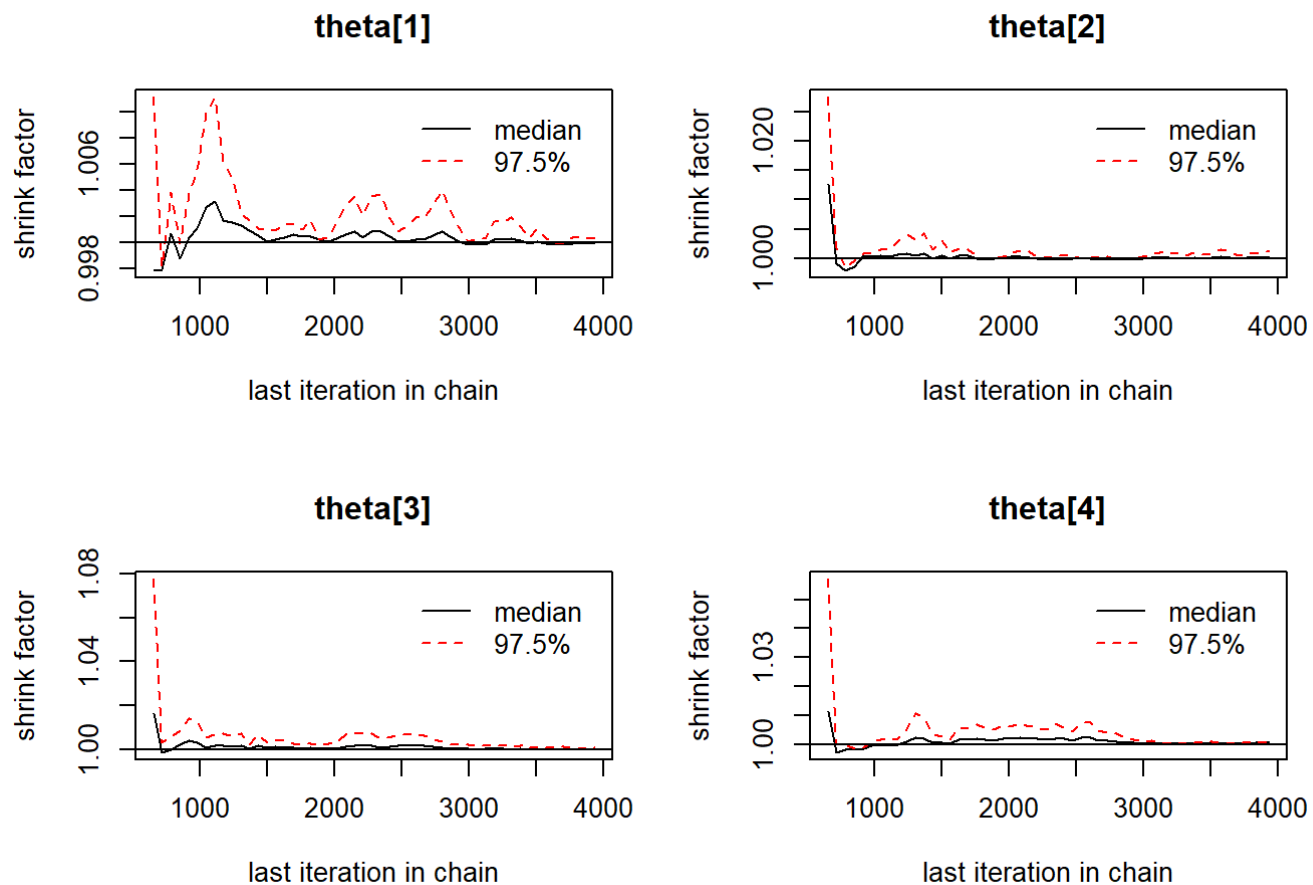 theta[1]
shrink factor
0.998
1.006
median
97.5%
1000
2000
3000
4000
last iteration in chain
theta[2]
shrink factor
1.000
1.020
median
97.5%
1000
2000
3000
4000
last iteration in chain
theta[3]
shrink factor
1.00
1.04
1.08
median
97.5%
1000
2000
3000
4000
last iteration in chain
theta[4]
shrink factor
1.00
1.03
median
97.5%
1000
2000
3000
4000
last iteration in chain